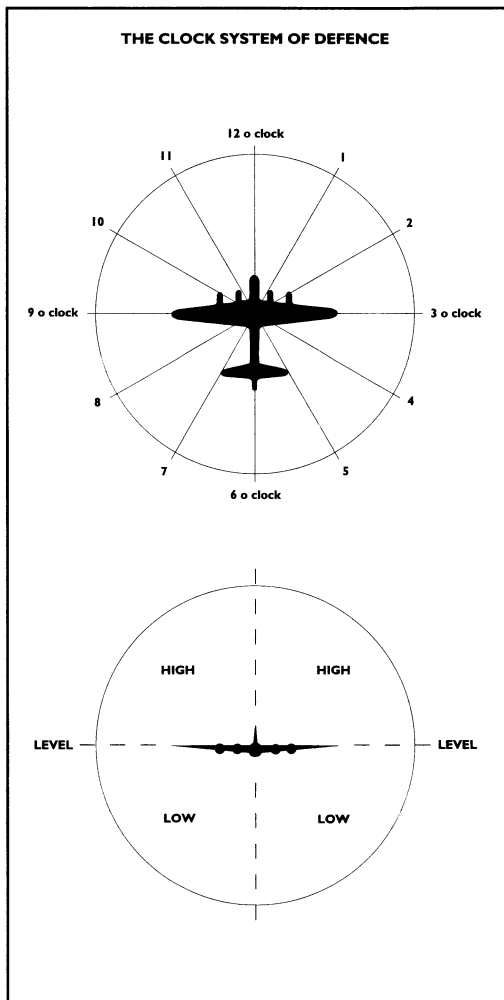 THE CLOCK SYSTEM OF DEFENCE
12 o clock
11
1
10
2
9 o clock
3 o clock
8
4
7
5
6 o clock
HIGH
HIGH
LEVEL
LEVEL
LOW
LOW